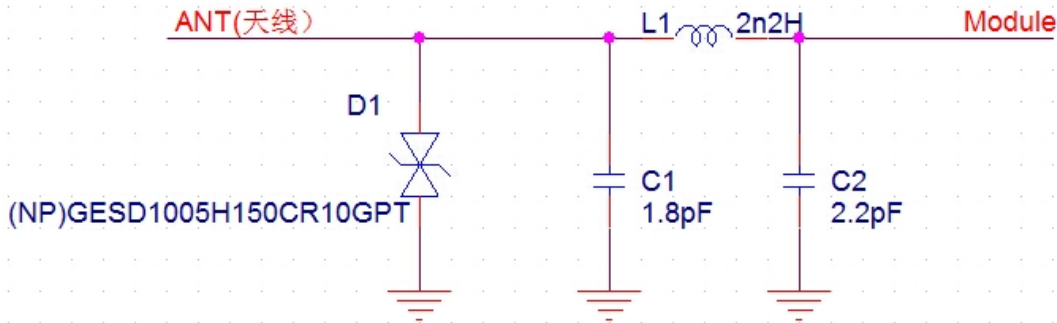 ANT(天线）
L1
2n2H
Module
D1
(NP)GESD1005H150CR10GPT
C1
1.8pF
C2
2.2pF